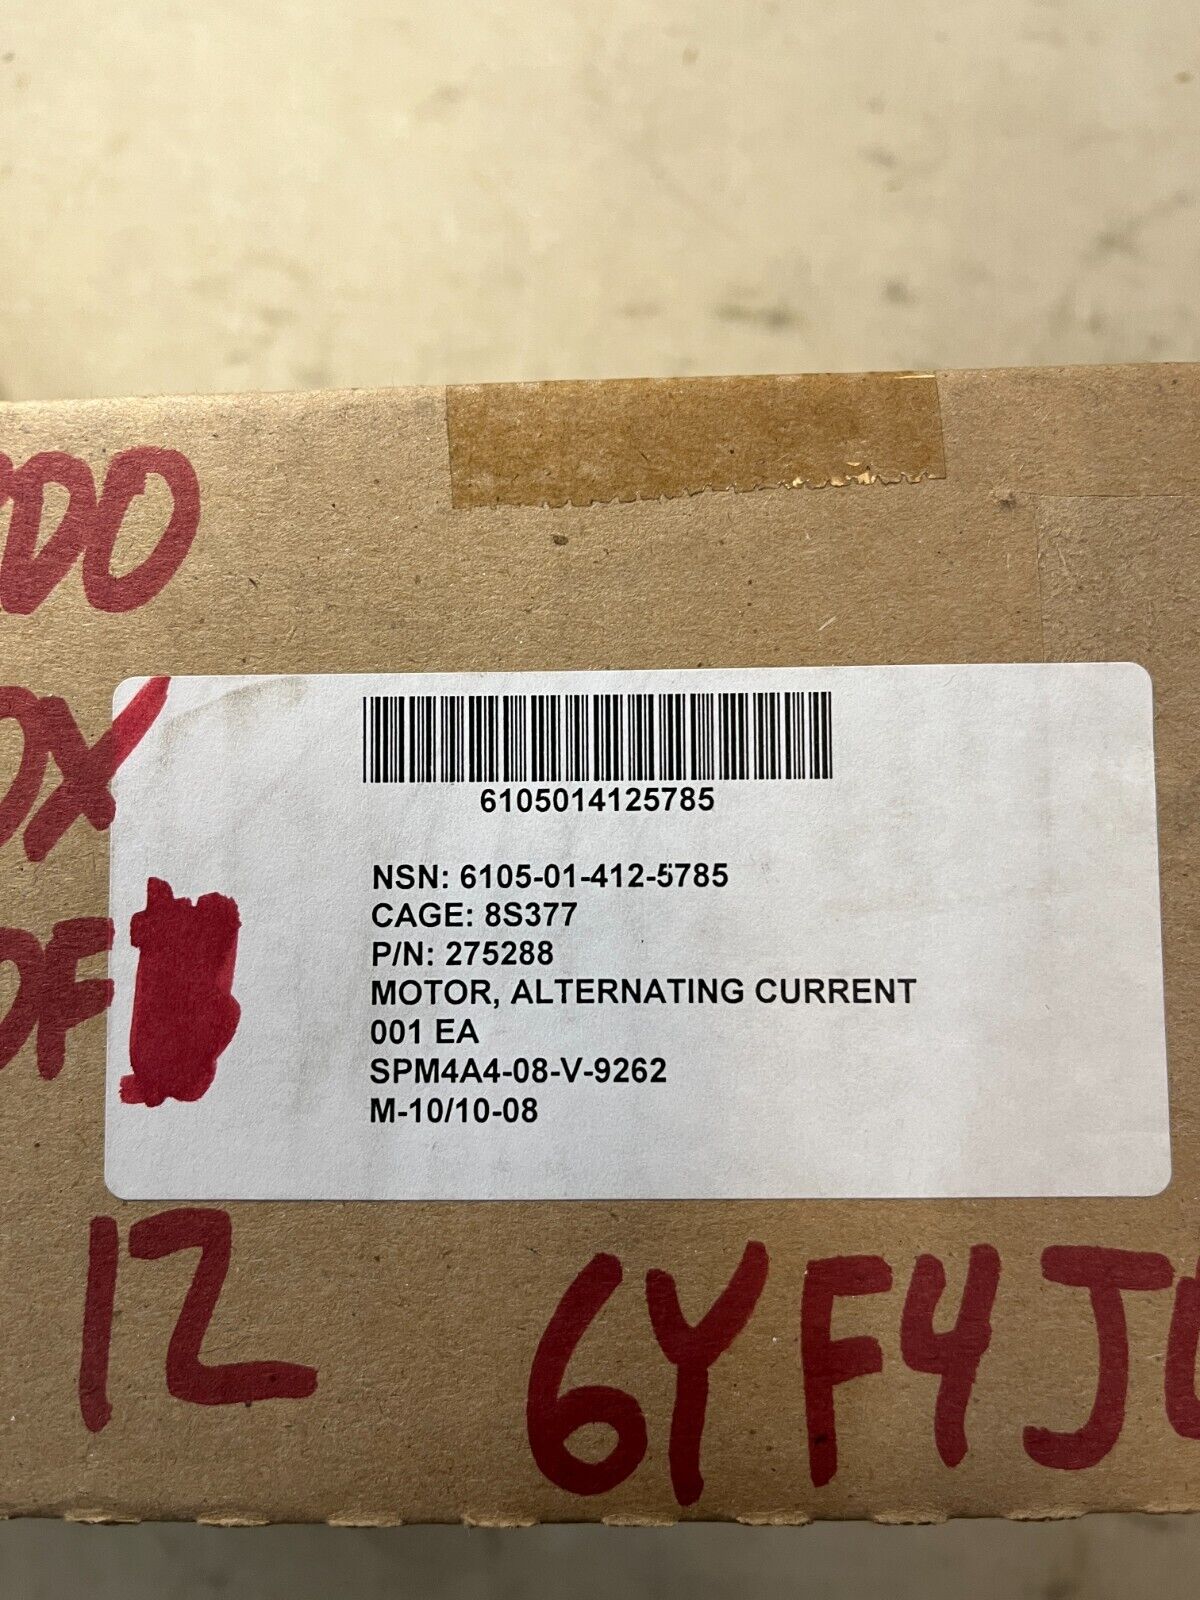 6105014125785
NSN: 6105-01-412-5785
CAGE: 8S377
P/N: 275288
MOTOR, ALTERNATING CURRENT
001 EA
SPM4A4-08-V-9262
M-10/10-08
12
6YF4J